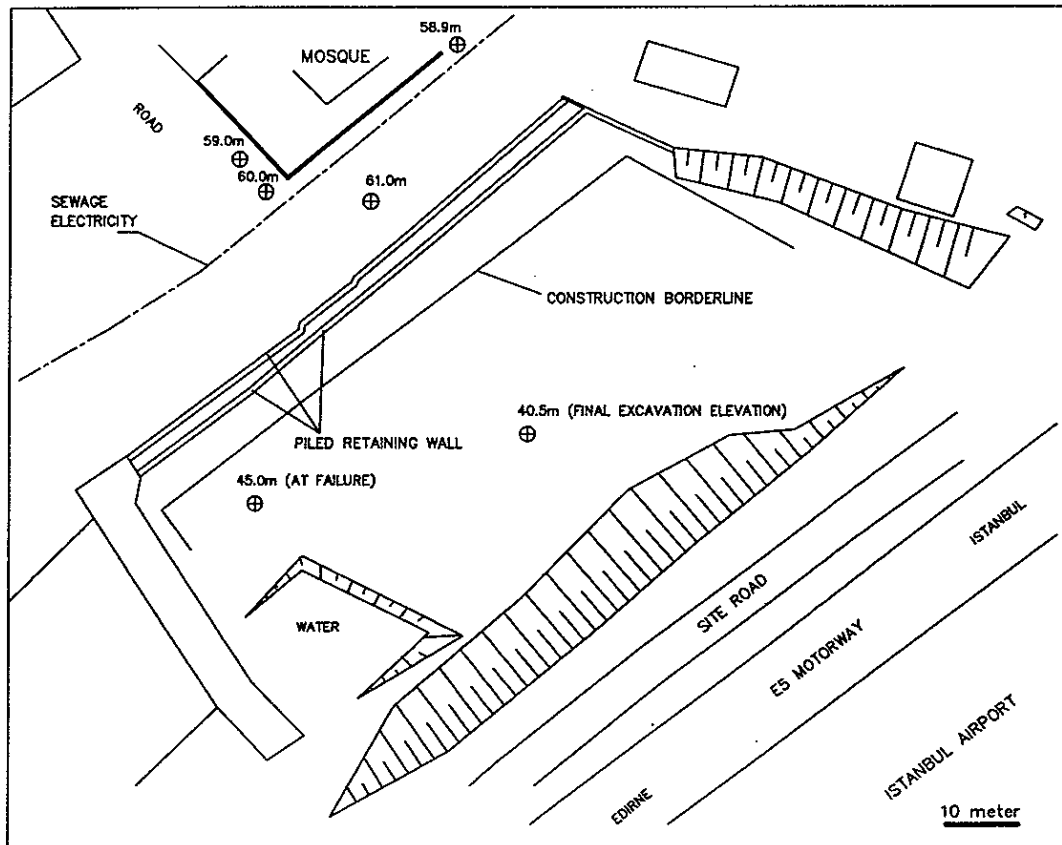 58.9m
MOSQUE
ROAD
59.0m
60.0m
61.0m
SEWAGE
ELECTRICITY
CONSTRUCTION BORDERLINE
40.5m (FINAL EXCAVATION ELEVATION)
PILED RETAINING WALL
45.0m (AT FAILURE)
WATER
SITE ROAD
ISTANBUL
E5 MOTORWAY
EDIRNE
ISTANBUL AIRPORT
10 meter